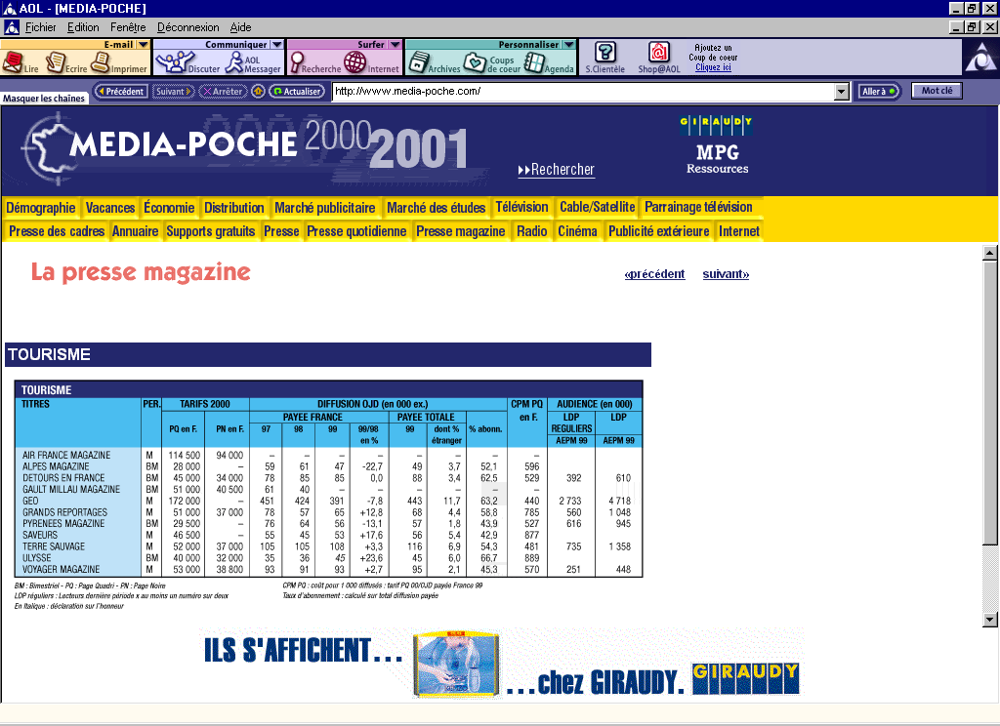 AOL - [MEDIA-POCHE]
Fichier Edition Fenêtre Déconnexion Aide
E-mail Communiquer Surfer Personnaliser
Lire Ecrire Imprimer Discuter AOL Messager Recherche Internet Archives Coups de coeur Agenda S.Clientèle Shop@AOL Ajoutez un Coup de coeur Cliquez ici
Masquer les chaînes Précédent Suivant Arrêter Actualiser http://www.media-poche.com/ Aller à Mot clé
MEDIA-POCHE 2000 2001
Rechercher
GIRAUDY
MPG
Ressources
Démographie Vacances Économie Distribution Marché publicitaire Marché des études Télévision Cable/Satellite Parrainage télévision
Presse des cadres Annuaire Supports gratuits Presse Presse quotidienne Presse magazine Radio Cinéma Publicité extérieure Internet
La presse magazine
«précédent suivant»
TOURISME
TOURISME
TITRES PER. TARIFS 2000 DIFFUSION OJD (en 000 ex.) CPM PQ en F. AUDIENCE (en 000)
PAYEE FRANCE PAYEE TOTALE LDP REGULIERS LDP
PQ en F. PN en F. 97 98 99 99/98 en % 99 dont % étranger % abonn. AEPM 99 AEPM 99
AIR FRANCE MAGAZINE M 114 500 94 000 – – – – – – – –
ALPES MAGAZINE BM 28 000 – 59 61 47 -22,7 49 3,7 52,1 596
DETOURS EN FRANCE BM 45 000 34 000 78 85 85 0,0 88 3,4 62,5 529 392 610
GAULT MILLAU MAGAZINE BM 51 000 40 500 61 40 – – – – – –
GEO M 172 000 – 451 424 391 -7,8 443 11,7 63,2 440 2 733 4 718
GRANDS REPORTAGES M 51 000 37 000 78 57 65 +12,8 68 4,4 58,8 785 560 1 048
PYRENEES MAGAZINE BM 29 500 – 76 64 56 -13,1 57 1,8 43,9 527 616 945
SAVEURS M 46 500 – 55 45 53 +17,6 56 5,4 42,9 877
TERRE SAUVAGE M 52 000 37 000 105 105 108 +3,3 116 6,9 54,3 481 735 1 358
ULYSSE BM 40 000 32 000 35 36 45 +23,6 45 6,0 66,7 889
VOYAGER MAGAZINE M 53 000 38 800 93 91 93 +2,7 95 2,1 45,3 570 251 448
BM : Bimestriel - PQ : Page Quadri - PN : Page Noire
CPM PQ : coût pour 1 000 diffusés : tarif PQ 00/OJD payée France 99
LDP réguliers : Lecteurs dernière période x au moins un numéro sur deux
Taux d'abonnement : calculé sur total diffusion payée
En Italique : déclaration sur l'honneur
ILS S'AFFICHENT...
...chez GIRAUDY.
GIRAUDY